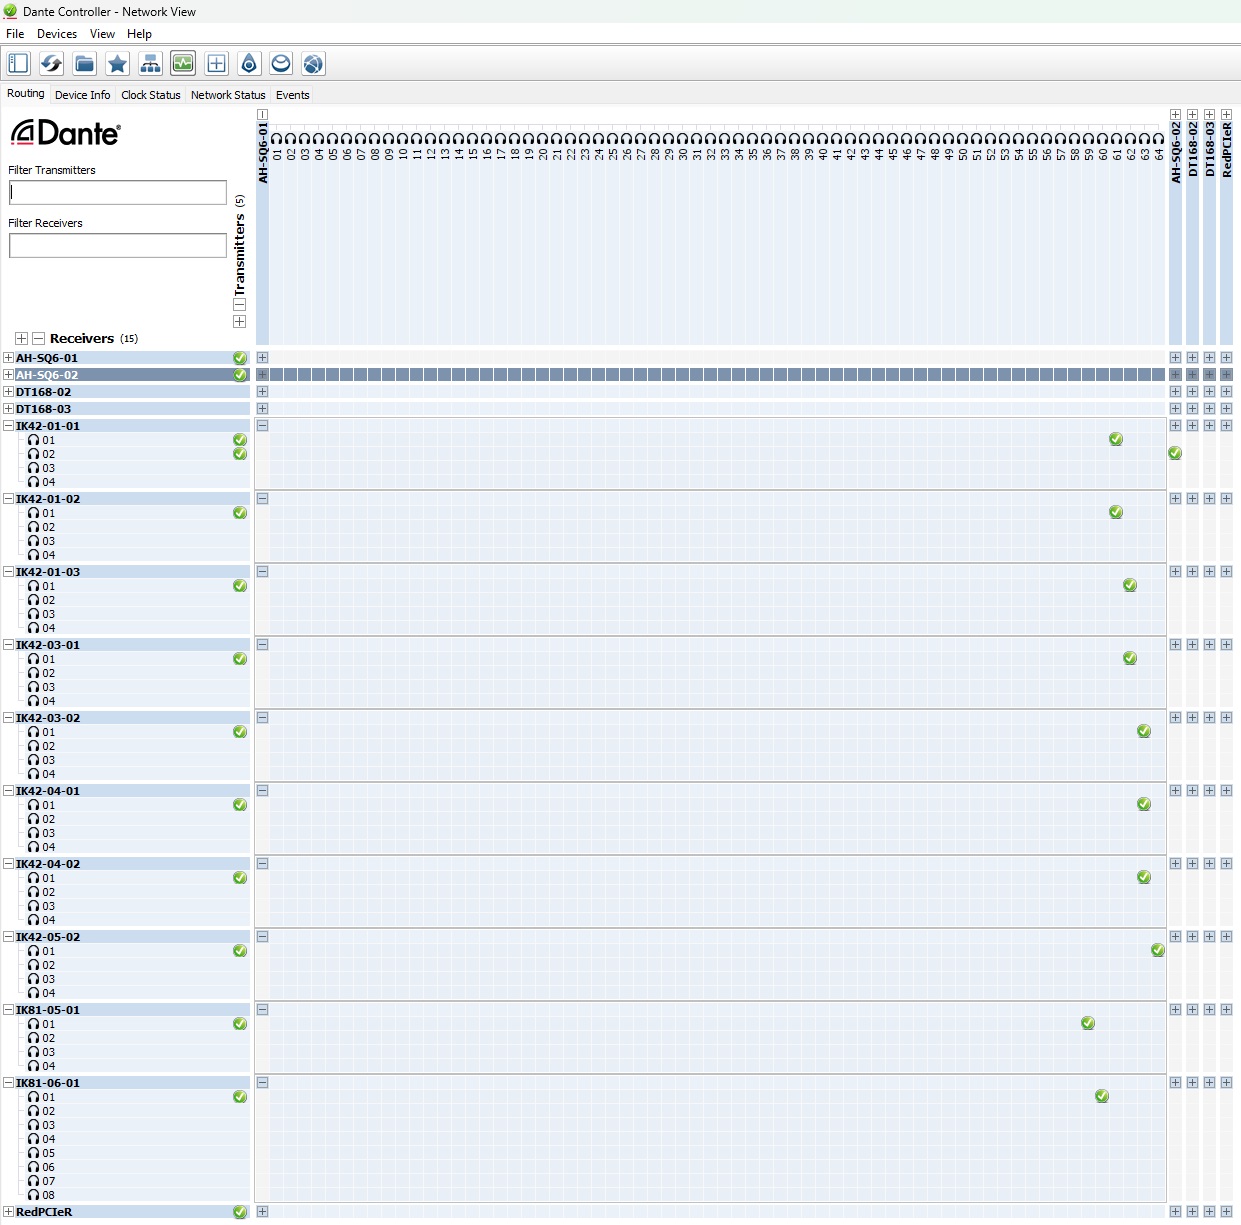 Dante Controller - Network View
File Devices View Help
Routing Device Info Clock Status Network Status Events
Dante®
Filter Transmitters
Filter Receivers
Transmitters (5)
Receivers (15)
AH-SQ6-01
01 02 03 04 05 06 07 08 09 10 11 12 13 14 15 16 17 18 19 20 21 22 23 24 25 26 27 28 29 30 31 32 33 34 35 36 37 38 39 40 41 42 43 44 45 46 47 48 49 50 51 52 53 54 55 56 57 58 59 60 61 62 63 64
AH-SQ6-02
DT168-02
DT168-03
RedPCIeR
AH-SQ6-01
AH-SQ6-02
DT168-02
DT168-03
IK42-01-01
01
02
03
04
IK42-01-02
01
02
03
04
IK42-01-03
01
02
03
04
IK42-03-01
01
02
03
04
IK42-03-02
01
02
03
04
IK42-04-01
01
02
03
04
IK42-04-02
01
02
03
04
IK42-05-02
01
02
03
04
IK81-05-01
01
02
03
04
IK81-06-01
01
02
03
04
05
06
07
08
RedPCIeR